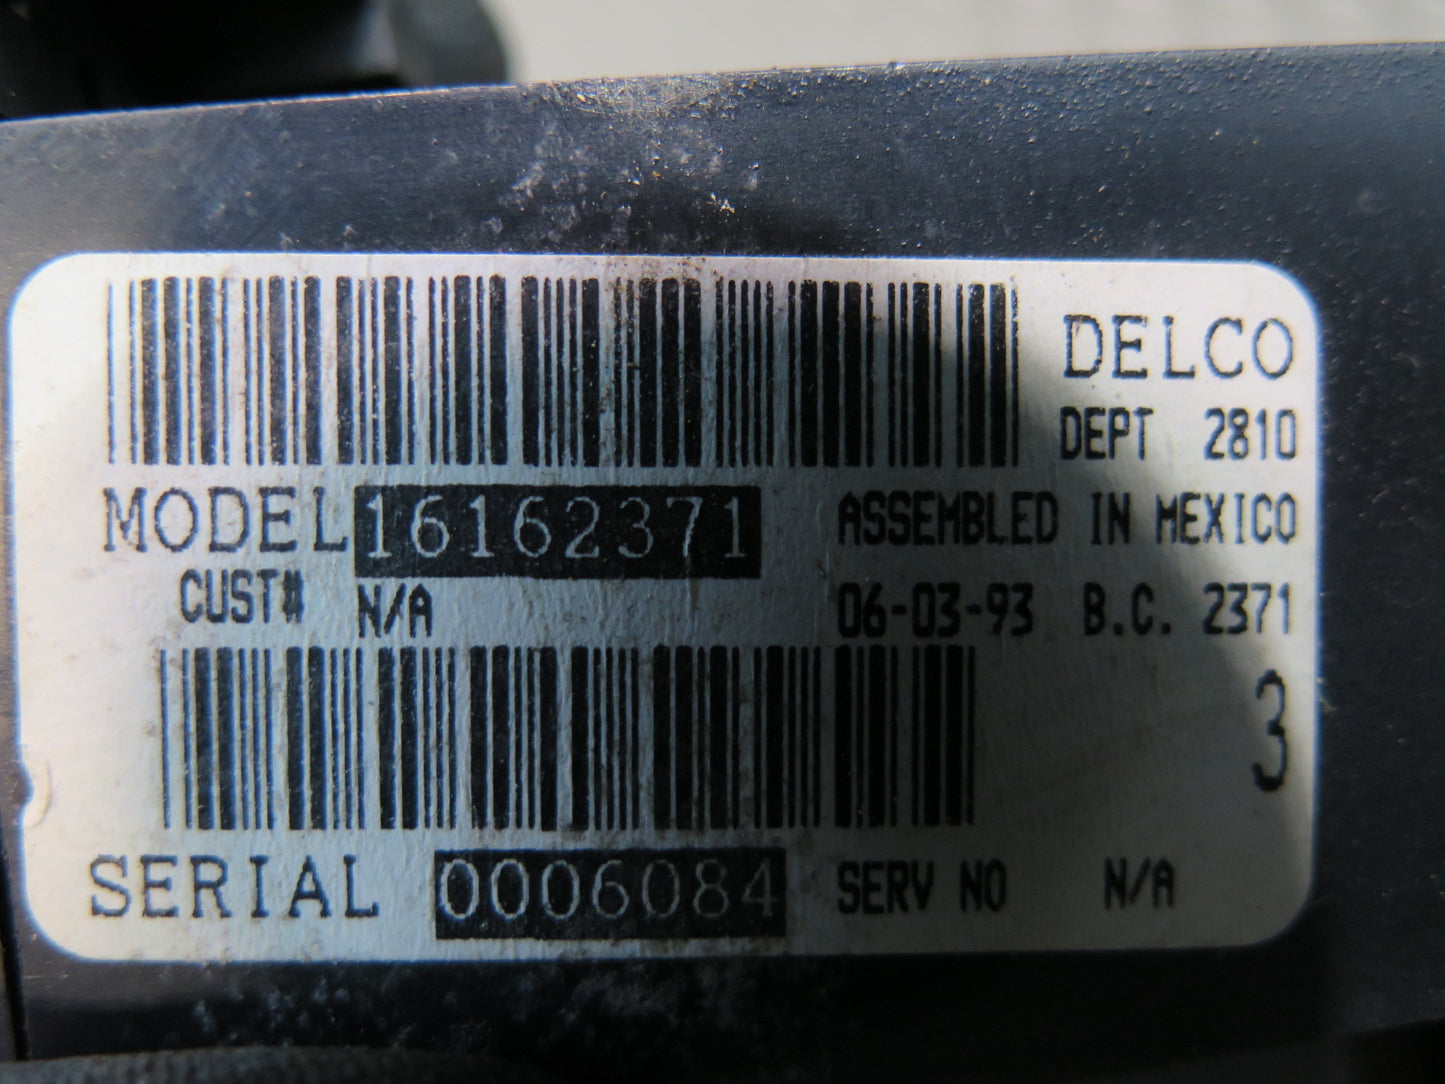 DELCO
DEPT 2810
MODEL 16162371 ASSEMBLED IN MEXICO
CUST# N/A 06-03-93 B.C. 2371
3
SERIAL 0006084 SERV NO N/A